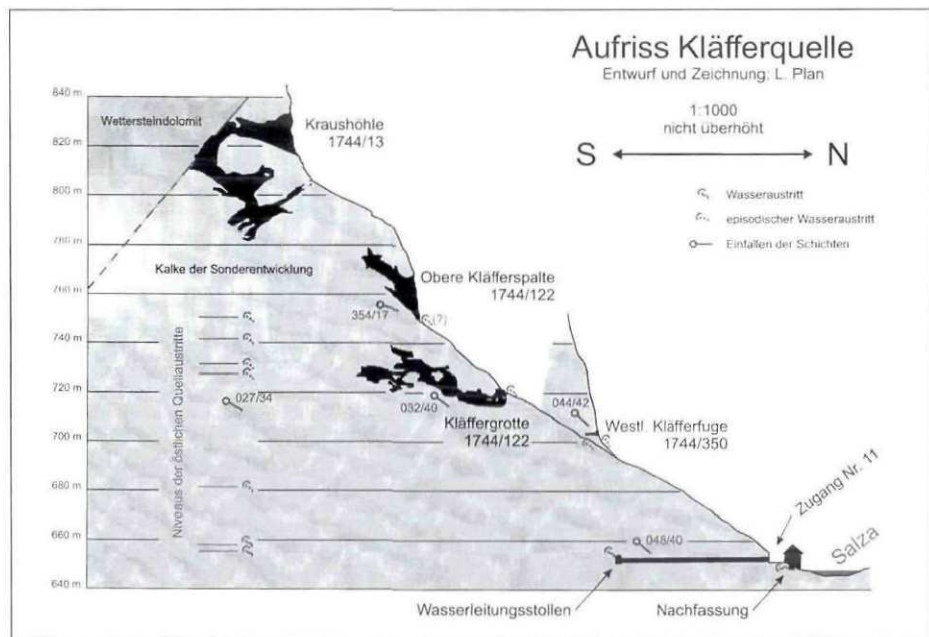 Aufriss Kläfferquelle
Entwurf und Zeichnung: L. Plan
1:1000
nicht überhöht
S N
Wasseraustritt
episodischer Wasseraustritt
Einfallen der Schichten
840 m
820 m
800 m
780 m
760 m
740 m
720 m
700 m
680 m
660 m
640 m
Wettersteindolomit
Kraushöhle
1744/13
Kalke der Sonderentwicklung
Obere Kläfferspalte
1744/122
354/17
(?)
Niveaus der östlichen Quellaustritte
027/34
032/40
Kläffergrotte
1744/122
044/42
Westl. Kläfferfuge
1744/350
048/40
Zugang Nr. 11
Salza
Wasserleitungsstollen
Nachfassung